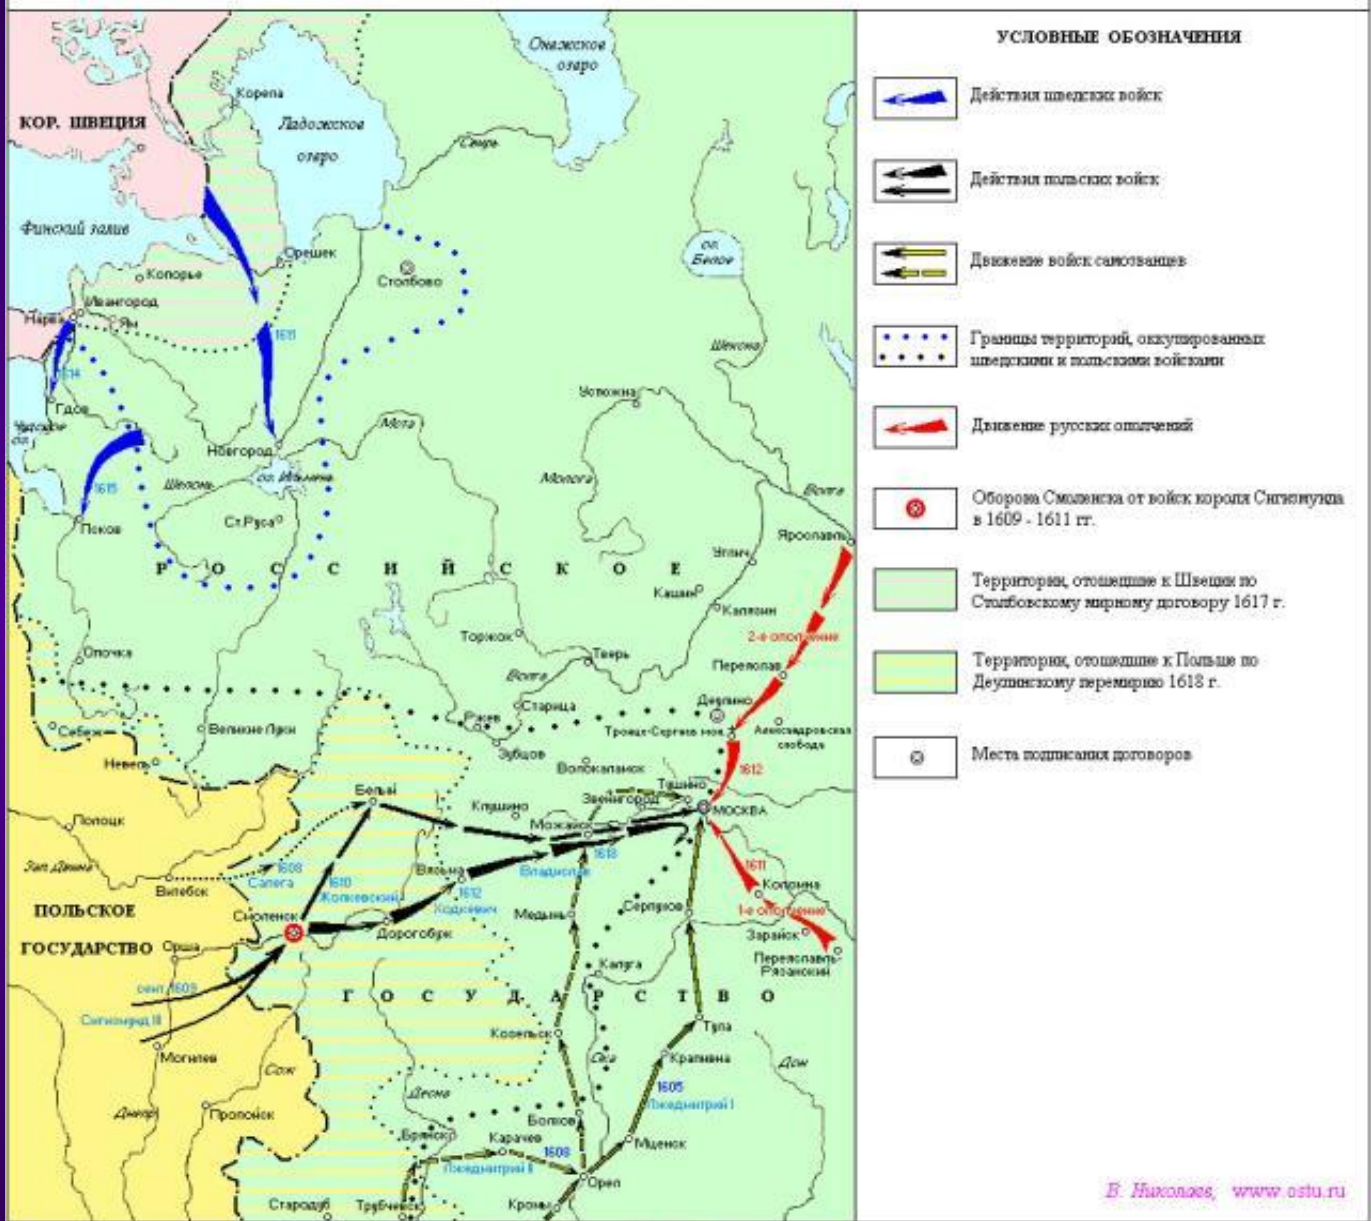 УСЛОВНЫЕ ОБОЗНАЧЕНИЯ
Действия шведских войск
Действия польских войск
Движение войск самозванцев
Границы территорий, оккупированных
шведскими и польскими войсками
Движение русских ополчений
Оборона Смоленска от войск короля Сигизмунда
в 1609 - 1611 гг.
Территории, отошедшие к Швеции по
Столбовскому мирному договору 1617 г.
Территории, отошедшие к Польше по
Деулинскому перемирию 1618 г.
Места подписания договоров
В. Николаев, www.ostu.ru
Онежское
озеро
Корела
КОР. ШВЕЦИЯ
Ладожское
озеро
Свирь
Финский залив
Орешек
оз.
Белое
Копорье
Столбово
Ивангород
Нарва
Ям
1611
Шексна
1614
Гдов
Устюжна
Чудское
оз.
Новгород
Мста
оз. Ильмень
Шелонь
Молога
Волга
1615
Псков
Ст.Руса
Ярославль
РОССИЙСКОЕ
Углич
Кашин
Калязин
Торжок
2-е ополчение
Опочка
Тверь
Переяслав
Волга
Старица
Деулино
Ржев
Себеж
Великие Луки
Троице-Сергиев мон.
Александровская
слобода
Зубцов
Невель
Волоколамск
1612
Белый
Тушино
Клушино
Звенигород
МОСКВА
Полоцк
Можайск
1618
Зап.Двина
1608
Сапега
Вязьма
Владислав
1611
Витебск
1610
Жолкевский
1612
Ходкевич
Коломна
ПОЛЬСКОЕ
ГОСУДАРСТВО
Смоленск
Медынь
Серпухов
1-е ополчение
Дорогобуж
Зарайск
Орша
Переяславль-
Рязанский
Калуга
сент. 1609
ГОСУДАРСТВО
Сигизмунд III
Козельск
Тула
Могилев
Ока
Крапивна
Дон
Сож
1605
Лжедмитрий I
Десна
Днепр
Пропойск
Болхов
Брянск
Карачев
1608
Мценск
Лжедмитрий II
Орел
Стародуб
Трубчевск
Кромы